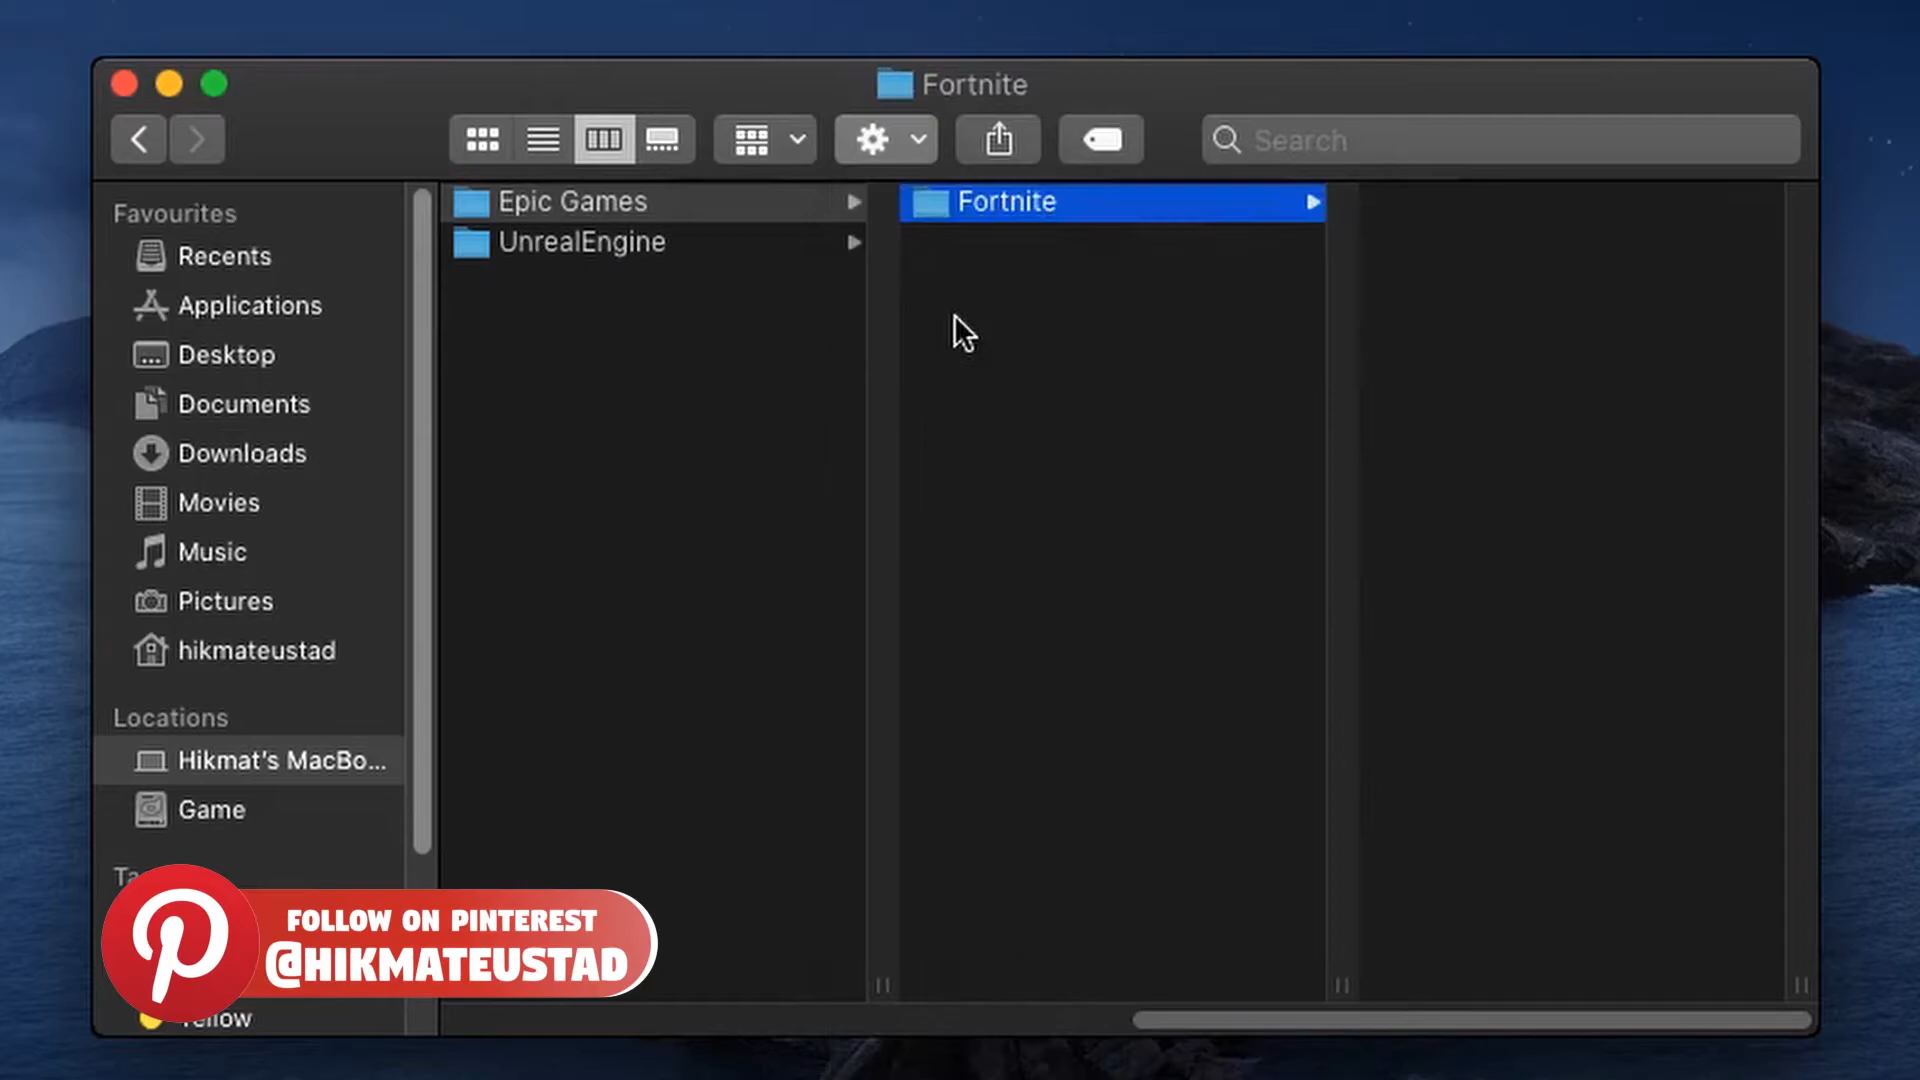 Fortnite
Search
Favourites
Recents
Applications
Desktop
Documents
Downloads
Movies
Music
Pictures
hikmateustad
Locations
Hikmat's MacBo...
Game
Epic Games
UnrealEngine
Fortnite
FOLLOW ON PINTEREST
@HIKMATEUSTAD
Yellow